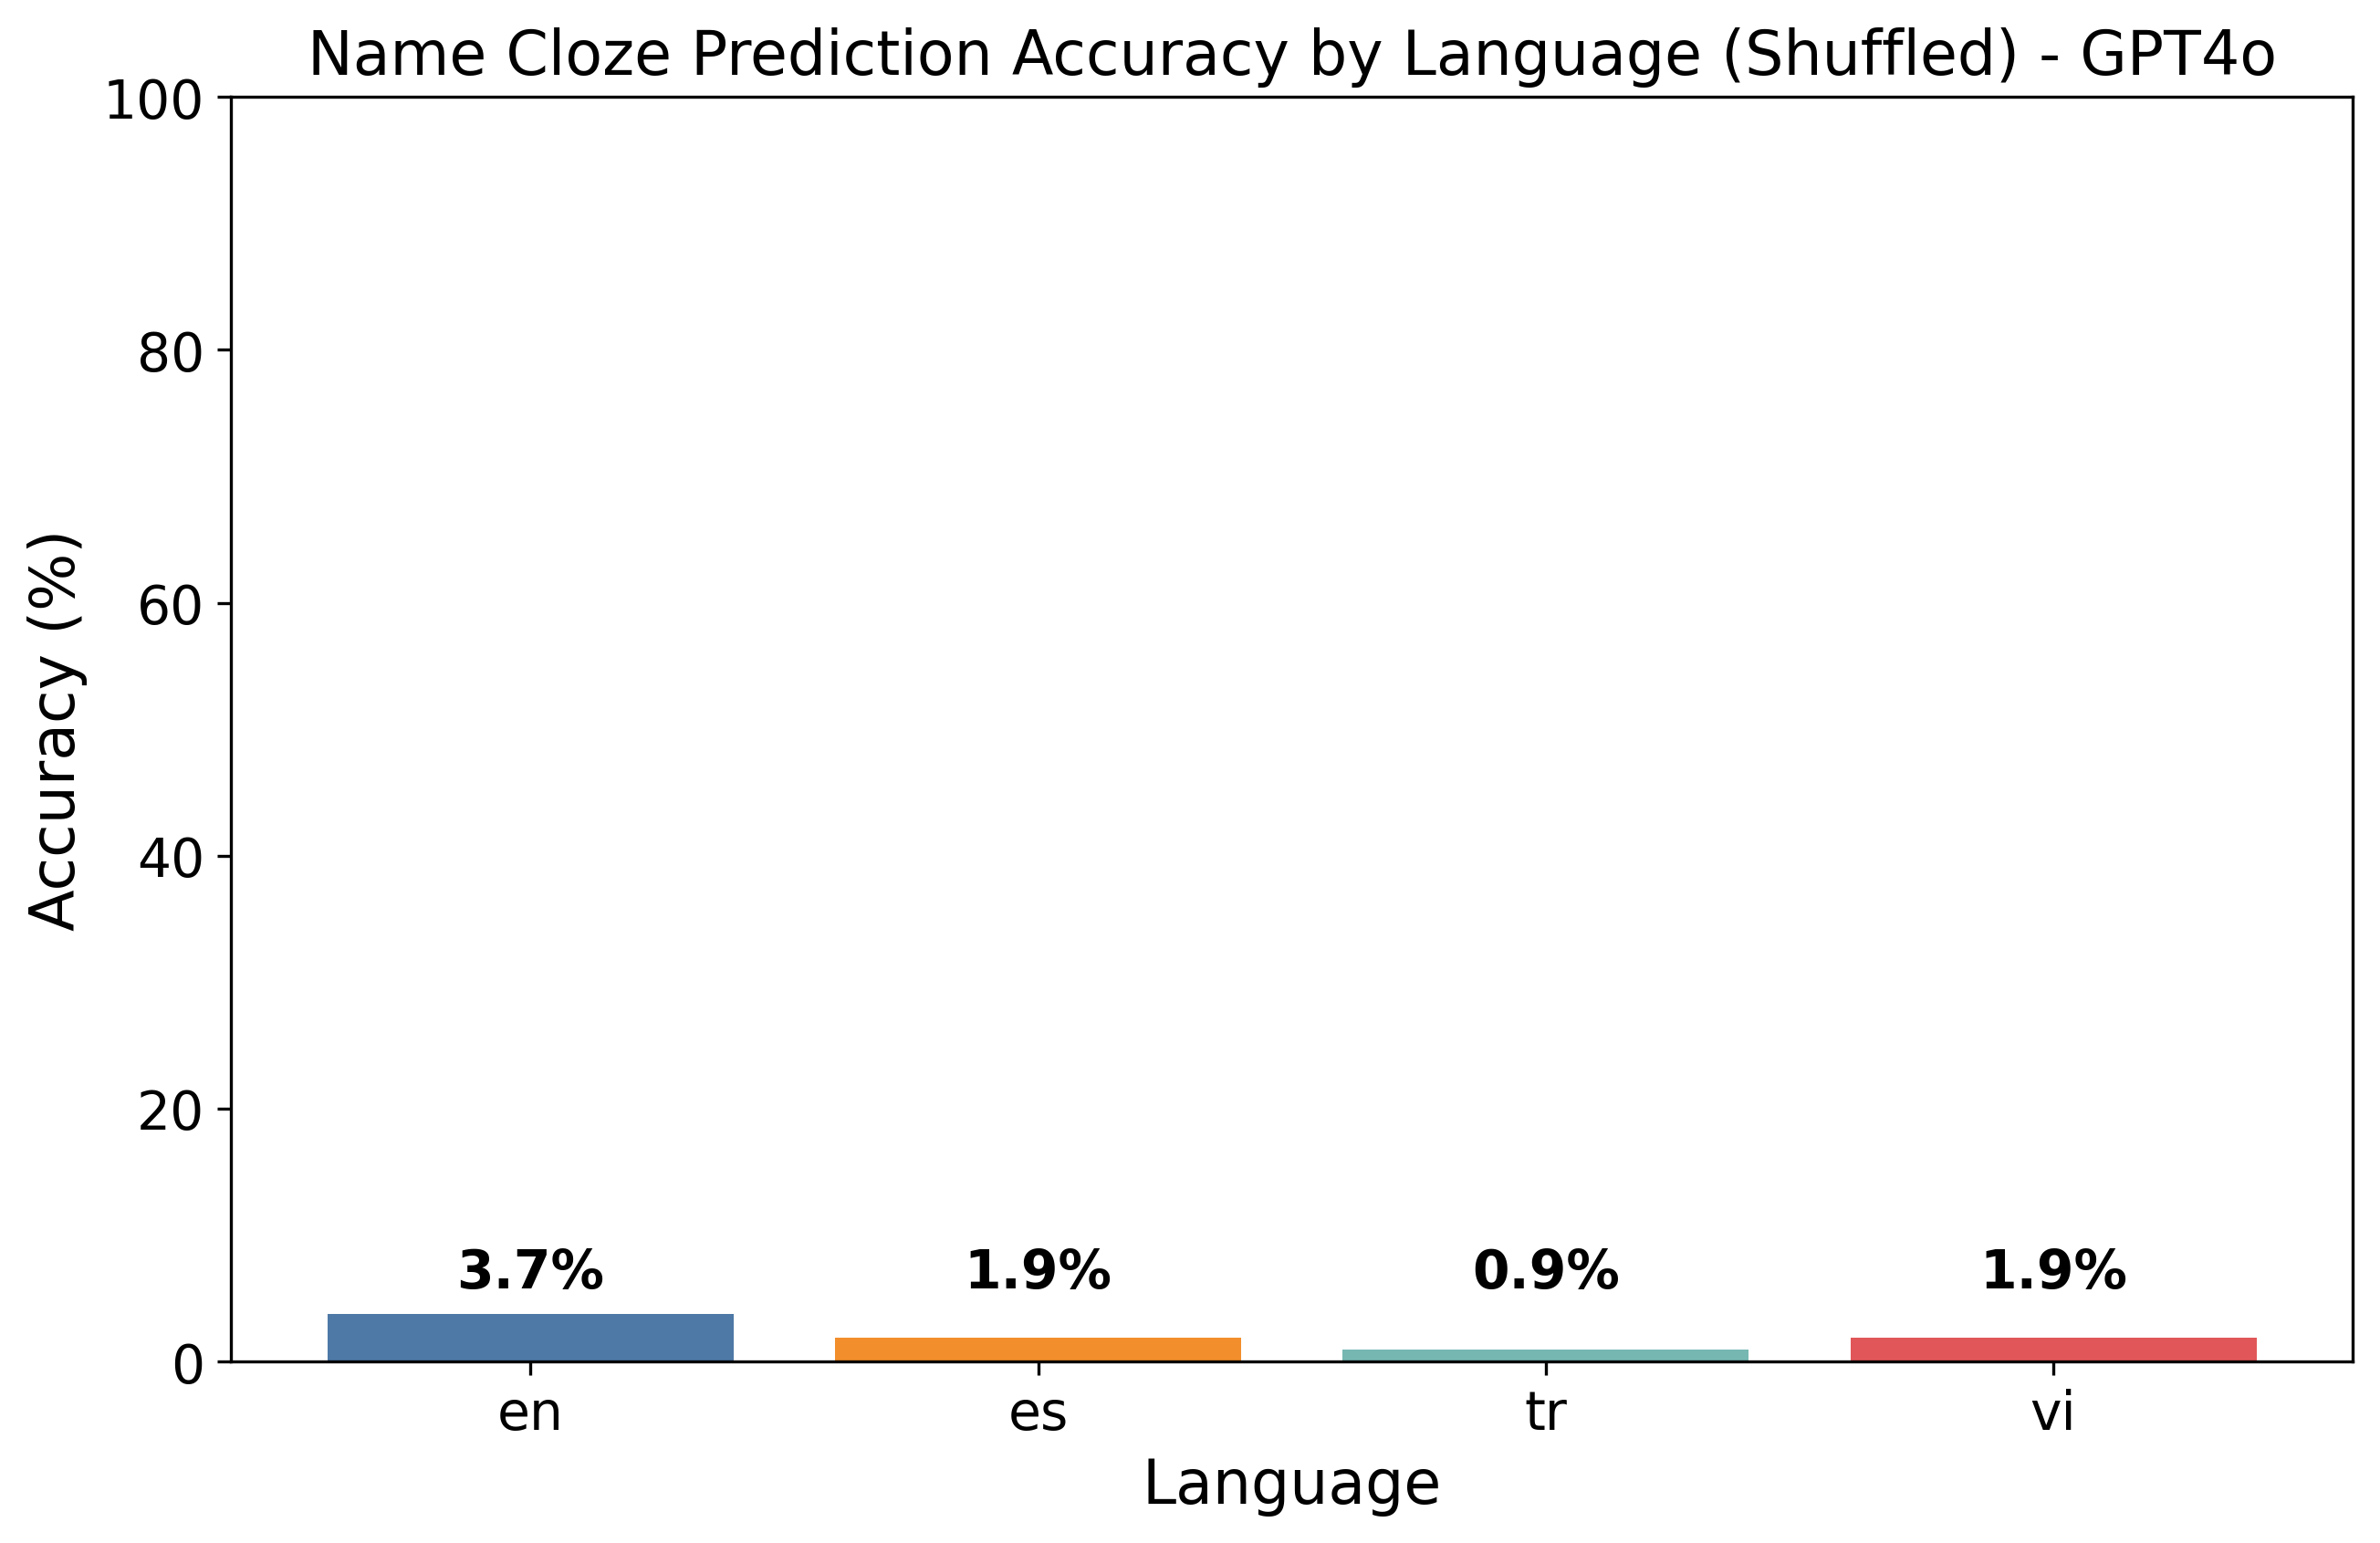 Name Cloze Prediction Accuracy by Language (Shuffled) - GPT4o
100
80
60
40
20
0
Accuracy (%)
3.7%
1.9%
0.9%
1.9%
en
es
tr
vi
Language